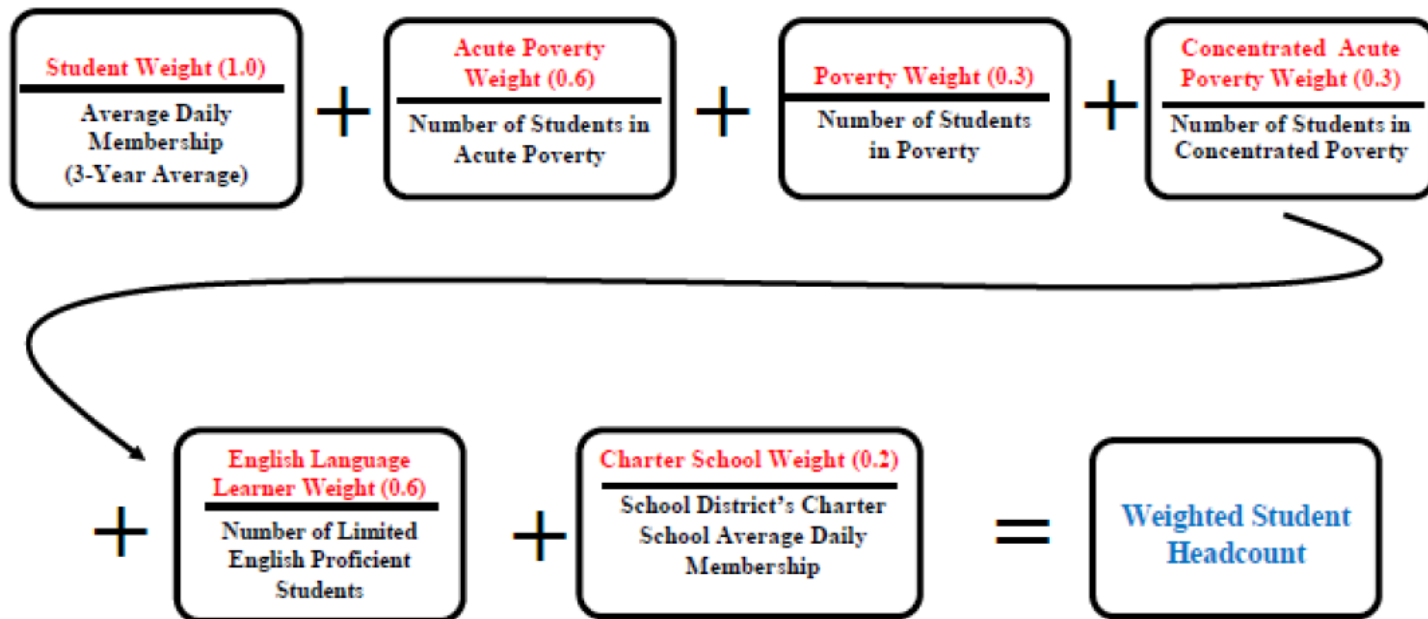 Student Weight (1.0)
Average Daily
Membership
(3-Year Average)
+
Acute Poverty
Weight (0.6)
Number of Students in
Acute Poverty
+
Poverty Weight (0.3)
Number of Students
in Poverty
+
Concentrated Acute
Poverty Weight (0.3)
Number of Students in
Concentrated Poverty
+
English Language
Learner Weight (0.6)
Number of Limited
English Proficient
Students
+
Charter School Weight (0.2)
School District's Charter
School Average Daily
Membership
=
Weighted Student
Headcount